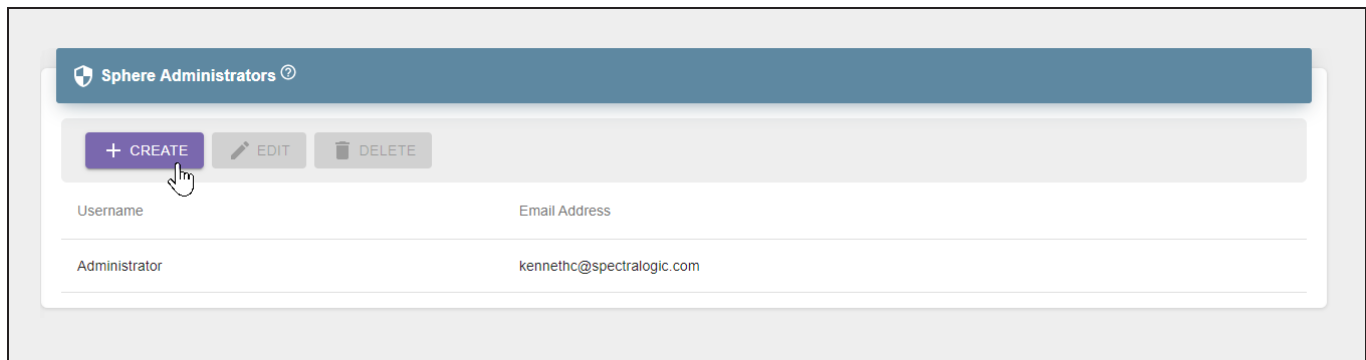 Sphere Administrators ?
+ CREATE EDIT DELETE
Username Email Address
Administrator kennethc@spectralogic.com